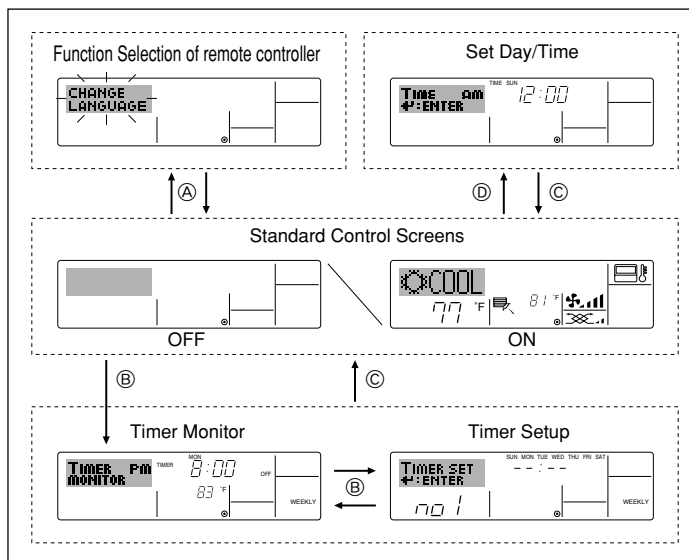 Function Selection of remote controller
CHANGE
LANGUAGE
Set Day/Time
TIME SUN
TIME AM 12:00
↵:ENTER
Ⓐ
Ⓓ
Ⓒ
Standard Control Screens
COOL
77 °F
81 °F
OFF
ON
Ⓑ
Ⓒ
Timer Monitor
MON
TIMER PM TIMER 8:00 OFF
MONITOR
83 °F
WEEKLY
Ⓑ
Timer Setup
SUN MON TUE WED THU FRI SAT
TIMER SET --:--
↵:ENTER
no 1
WEEKLY